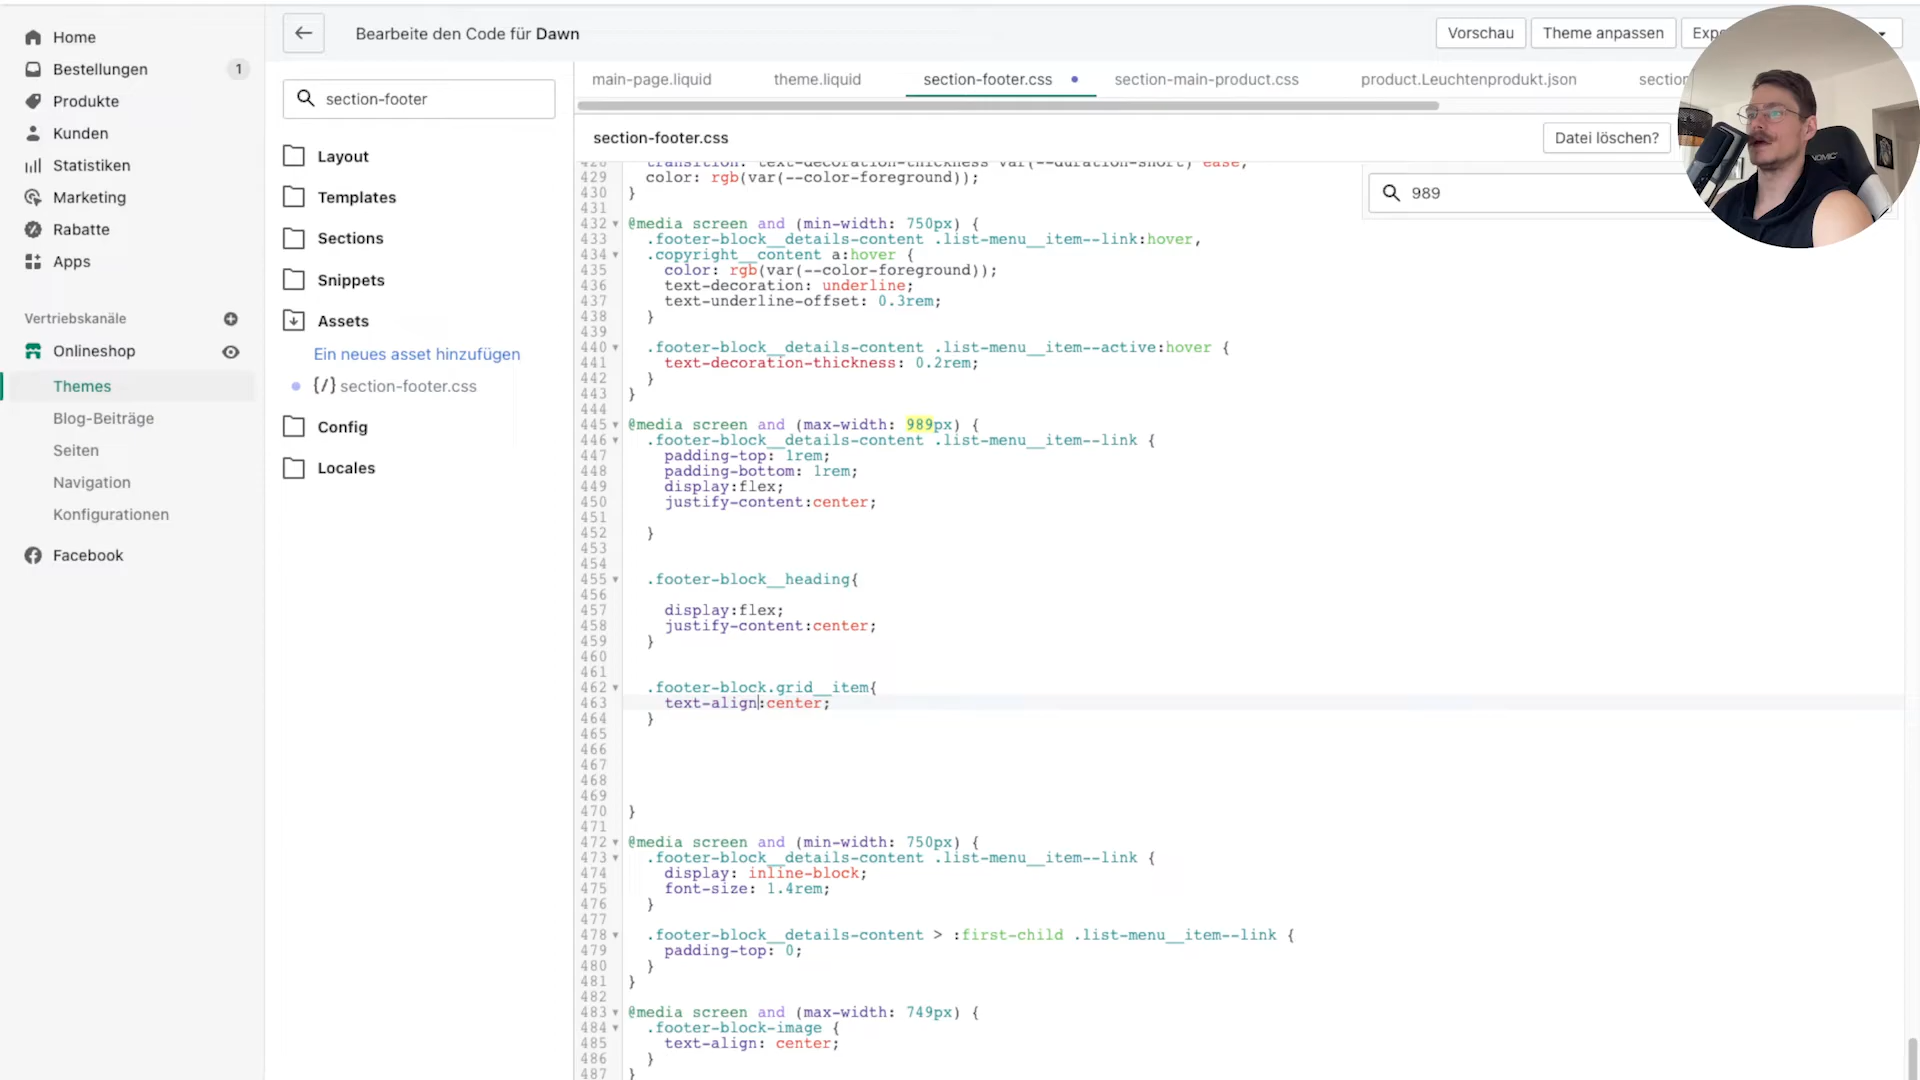 Home
Bestellungen
1
Produkte
Kunden
Statistiken
Marketing
Rabatte
Apps
Vertriebskanäle
Onlineshop
Themes
Blog-Beiträge
Seiten
Navigation
Konfigurationen
Facebook
Bearbeite den Code für Dawn
Vorschau
Theme anpassen
section-footer
Layout
Templates
Sections
Snippets
Assets
Ein neues asset hinzufügen
{/} section-footer.css
Config
Locales
main-page.liquid theme.liquid section-footer.css section-main-product.css product.Leuchtenprodukt.json
section-footer.css
Datei löschen?
989
428 transition: text-decoration-thickness var(--duration-short) ease;
429 color: rgb(var(--color-foreground));
430 }
431
432 @media screen and (min-width: 750px) {
433 .footer-block__details-content .list-menu__item--link:hover,
434 .copyright__content a:hover {
435 color: rgb(var(--color-foreground));
436 text-decoration: underline;
437 text-underline-offset: 0.3rem;
438 }
439
440 .footer-block__details-content .list-menu__item--active:hover {
441 text-decoration-thickness: 0.2rem;
442 }
443 }
444
445 @media screen and (max-width: 989px) {
446 .footer-block__details-content .list-menu__item--link {
447 padding-top: 1rem;
448 padding-bottom: 1rem;
449 display:flex;
450 justify-content:center;
451
452 }
453
454
455 .footer-block__heading{
456
457 display:flex;
458 justify-content:center;
459 }
460
461
462 .footer-block.grid__item{
463 text-align:center;
464 }
465
466
467
468
469
470 }
471
472 @media screen and (min-width: 750px) {
473 .footer-block__details-content .list-menu__item--link {
474 display: inline-block;
475 font-size: 1.4rem;
476 }
477
478 .footer-block__details-content > :first-child .list-menu__item--link {
479 padding-top: 0;
480 }
481 }
482
483 @media screen and (max-width: 749px) {
484 .footer-block-image {
485 text-align: center;
486 }
487 }